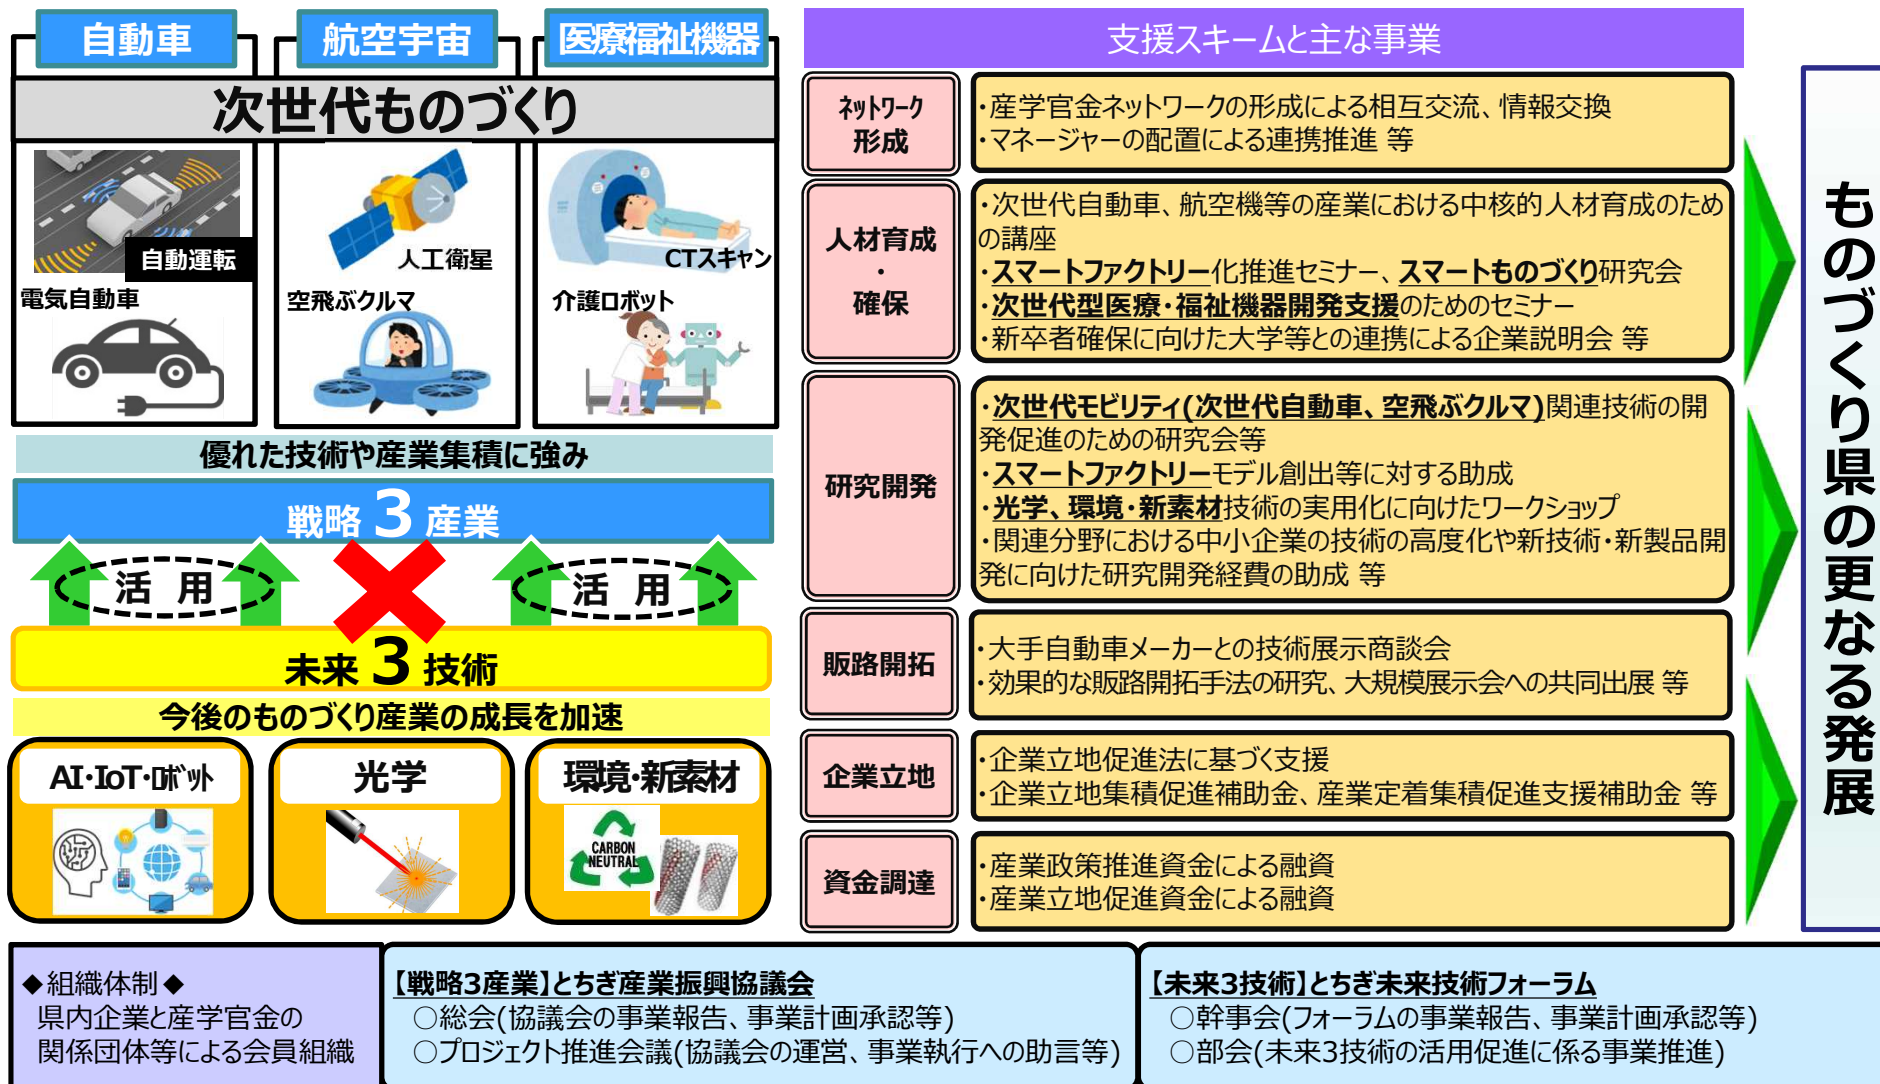 自動車
航空宇宙
医療福祉機器
次世代ものづくり
自動運転
電気自動車
人工衛星
空飛ぶクルマ
CTスキャン
介護ロボット
優れた技術や産業集積に強み
戦略3産業
活 用
活 用
未来3技術
今後のものづくり産業の成長を加速
AI・IoT・ロボット
光学
環境・新素材
CARBON
NEUTRAL
支援スキームと主な事業
ネットワーク
形成
・産学官金ネットワークの形成による相互交流、情報交換
・マネージャーの配置による連携推進 等
人材育成
・
確保
・次世代自動車、航空機等の産業における中核的人材育成のため
の講座
・スマートファクトリー化推進セミナー、スマートものづくり研究会
・次世代型医療・福祉機器開発支援のためのセミナー
・新卒者確保に向けた大学等との連携による企業説明会 等
研究開発
・次世代モビリティ(次世代自動車、空飛ぶクルマ)関連技術の開
発促進のための研究会等
・スマートファクトリーモデル創出等に対する助成
・光学、環境・新素材技術の実用化に向けたワークショップ
・関連分野における中小企業の技術の高度化や新技術・新製品開
発に向けた研究開発経費の助成 等
販路開拓
・大手自動車メーカーとの技術展示商談会
・効果的な販路開拓手法の研究、大規模展示会への共同出展 等
企業立地
・企業立地促進法に基づく支援
・企業立地集積促進補助金、産業定着集積促進支援補助金 等
資金調達
・産業政策推進資金による融資
・産業立地促進資金による融資
ものづくり県の更なる発展
◆組織体制◆
県内企業と産学官金の
関係団体等による会員組織
【戦略3産業】とちぎ産業振興協議会
○総会(協議会の事業報告、事業計画承認等)
○プロジェクト推進会議(協議会の運営、事業執行への助言等)
【未来3技術】とちぎ未来技術フォーラム
○幹事会(フォーラムの事業報告、事業計画承認等)
○部会(未来3技術の活用促進に係る事業推進)